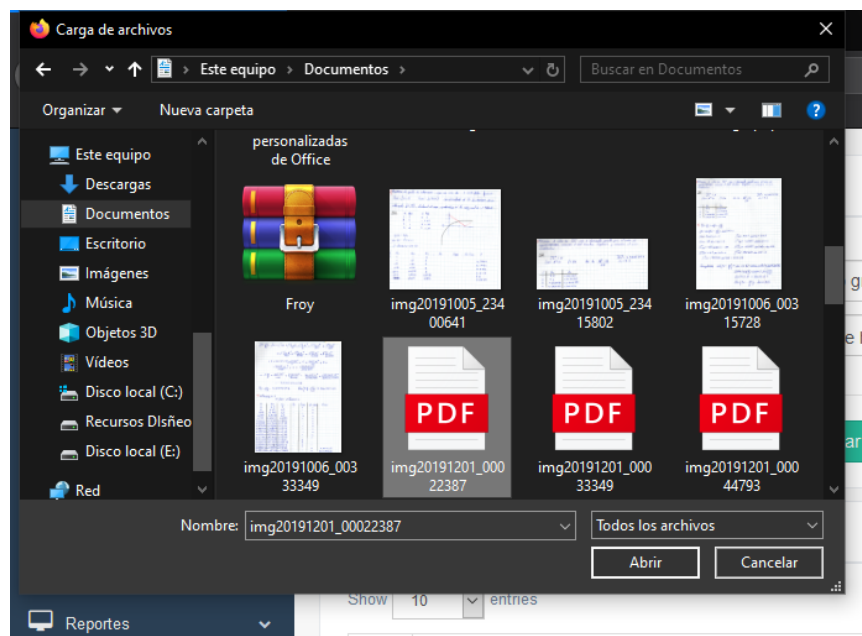 Carga de archivos
Este equipo > Documentos >
Buscar en Documentos
Organizar
Nueva carpeta
Este equipo
Descargas
Documentos
Escritorio
Imágenes
Música
Objetos 3D
Vídeos
Disco local (C:)
Recursos DIsñeo
Disco local (E:)
Red
personalizadas
de Office
Froy
img20191005_234
00641
img20191005_234
15802
img20191006_003
15728
img20191006_003
33349
PDF
img20191201_000
22387
PDF
img20191201_000
33349
PDF
img20191201_000
44793
Nombre:
img20191201_00022387
Todos los archivos
Abrir
Cancelar
Show 10 entries
Reportes